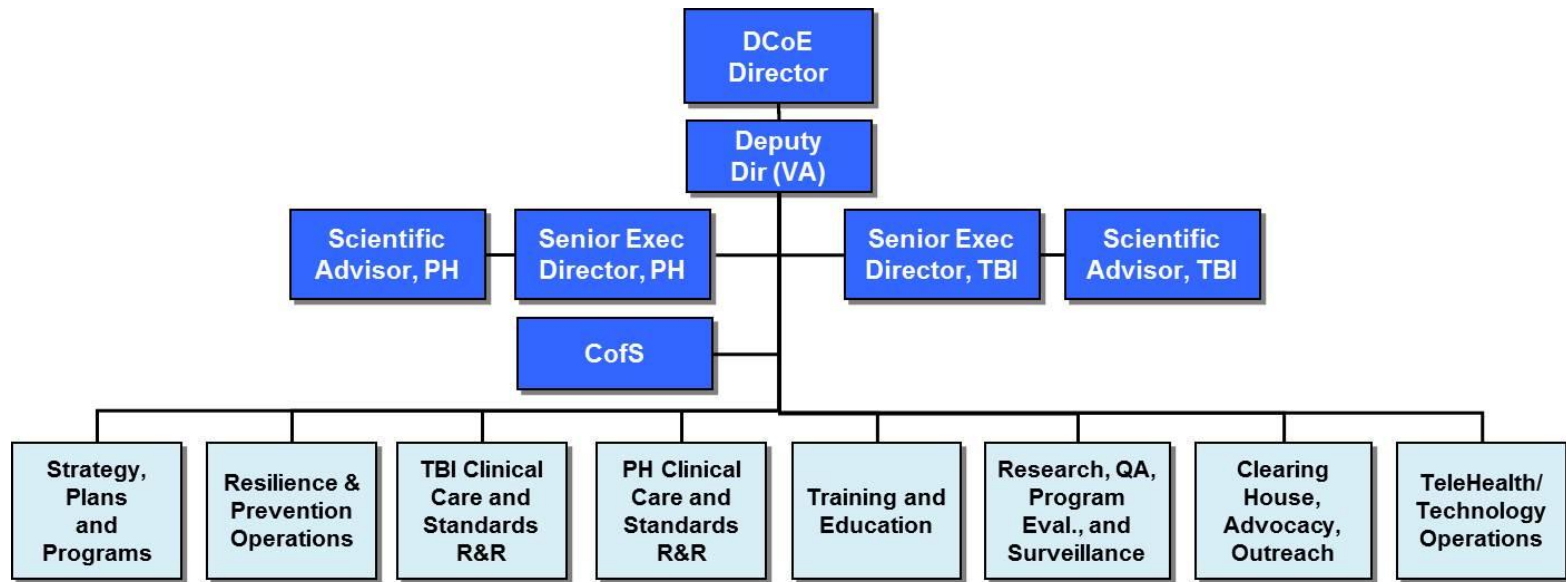 DCoE
Director
Deputy
Dir (VA)
Scientific
Advisor, PH
Senior Exec
Director, PH
Senior Exec
Director, TBI
Scientific
Advisor, TBI
CofS
Strategy,
Plans
and
Programs
Resilience &
Prevention
Operations
TBI Clinical
Care and
Standards
R&R
PH Clinical
Care and
Standards
R&R
Training and
Education
Research, QA,
Program
Eval., and
Surveillance
Clearing
House,
Advocacy,
Outreach
TeleHealth/
Technology
Operations